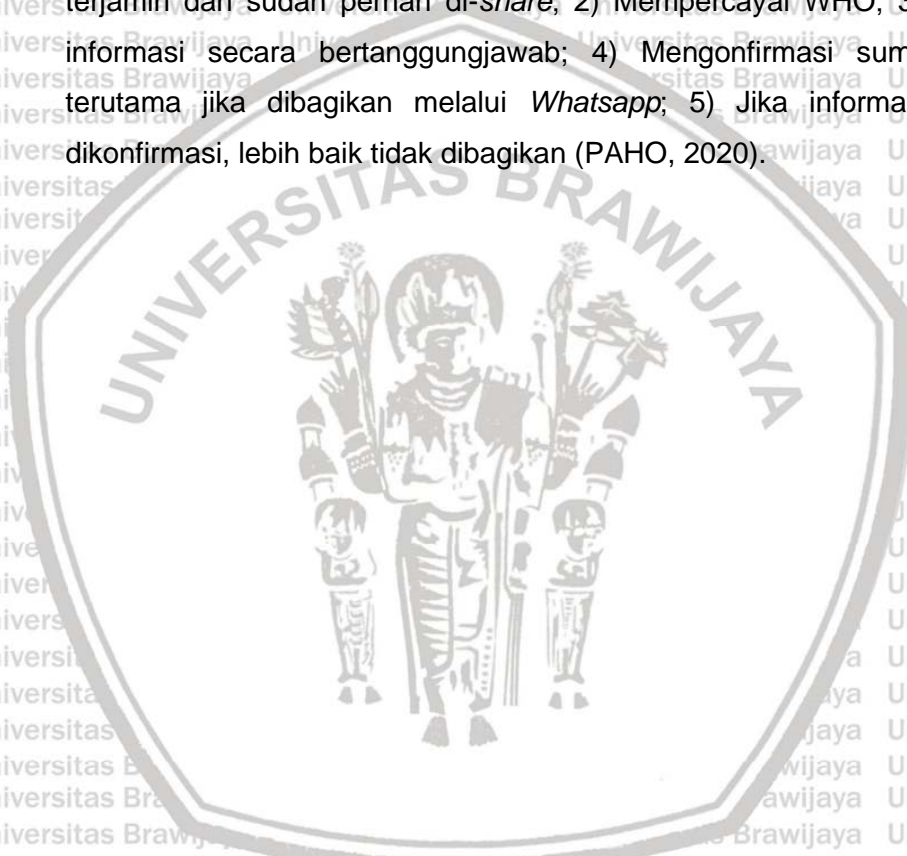 terjamin dan sudah pernah di-share; 2) Mempercayai WHO; 3
informasi secara bertanggungjawab; 4) Mengonfirmasi sum
terutama jika dibagikan melalui Whatsapp; 5) Jika informa
dikonfirmasi, lebih baik tidak dibagikan (PAHO, 2020).
UNIVERSITAS BRAWIJAYA